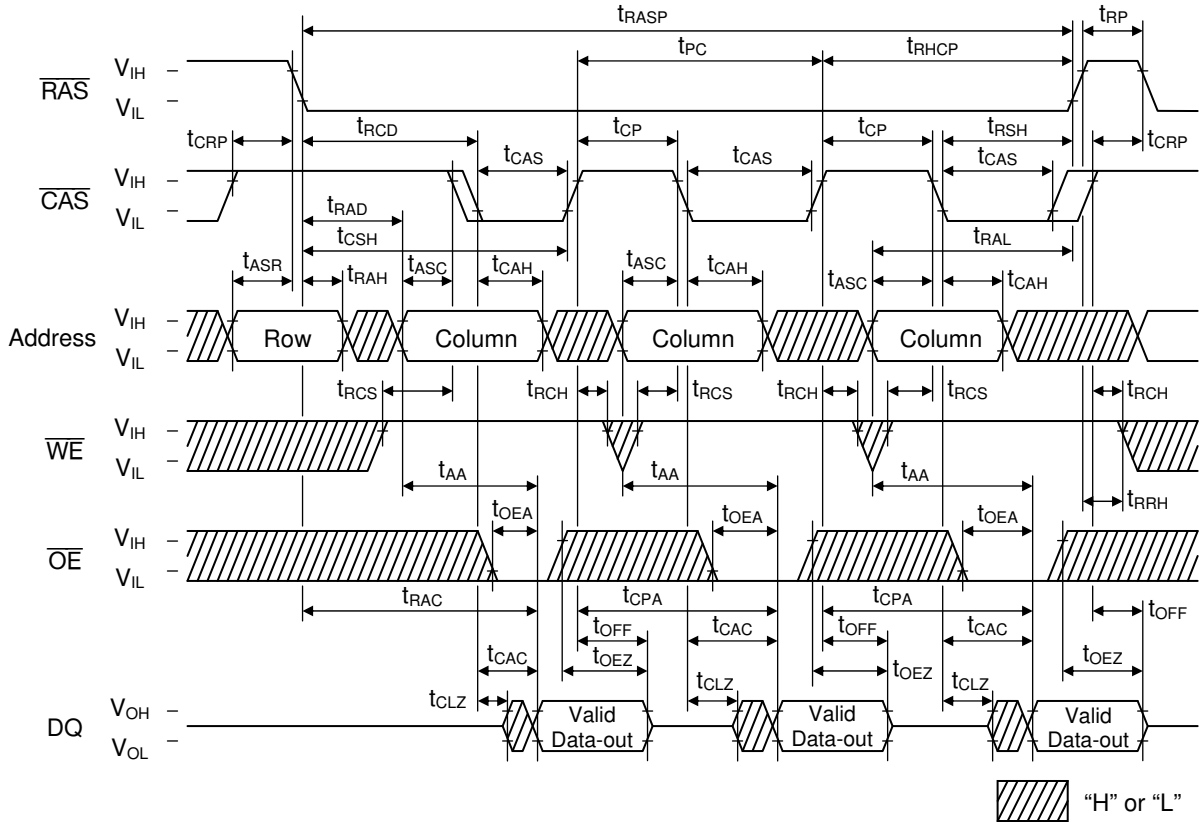 tRASP tRP
tPC tRHCP
RAS VIH
VIL
tCRP tRCD tCP tCP tRSH tCRP
tCAS tCAS tCAS
CAS VIH
VIL
tRAD
tCSH tRAL
tASR tRAH tASC tCAH tASC tCAH tASC tCAH
Address VIH
VIL
Row Column Column Column
tRCS tRCH tRCS tRCH tRCS tRCH
WE VIH
VIL
tAA tAA tAA
tRRH
tOEA tOEA tOEA
OE VIH
VIL
tRAC tCPA tCPA
tOFF tCAC tOFF tCAC tOFF
tCAC tOEZ tOEZ tOEZ
tCLZ tCLZ tCLZ
DQ VOH
VOL
Valid Data-out
Valid Data-out
Valid Data-out
“H” or “L”